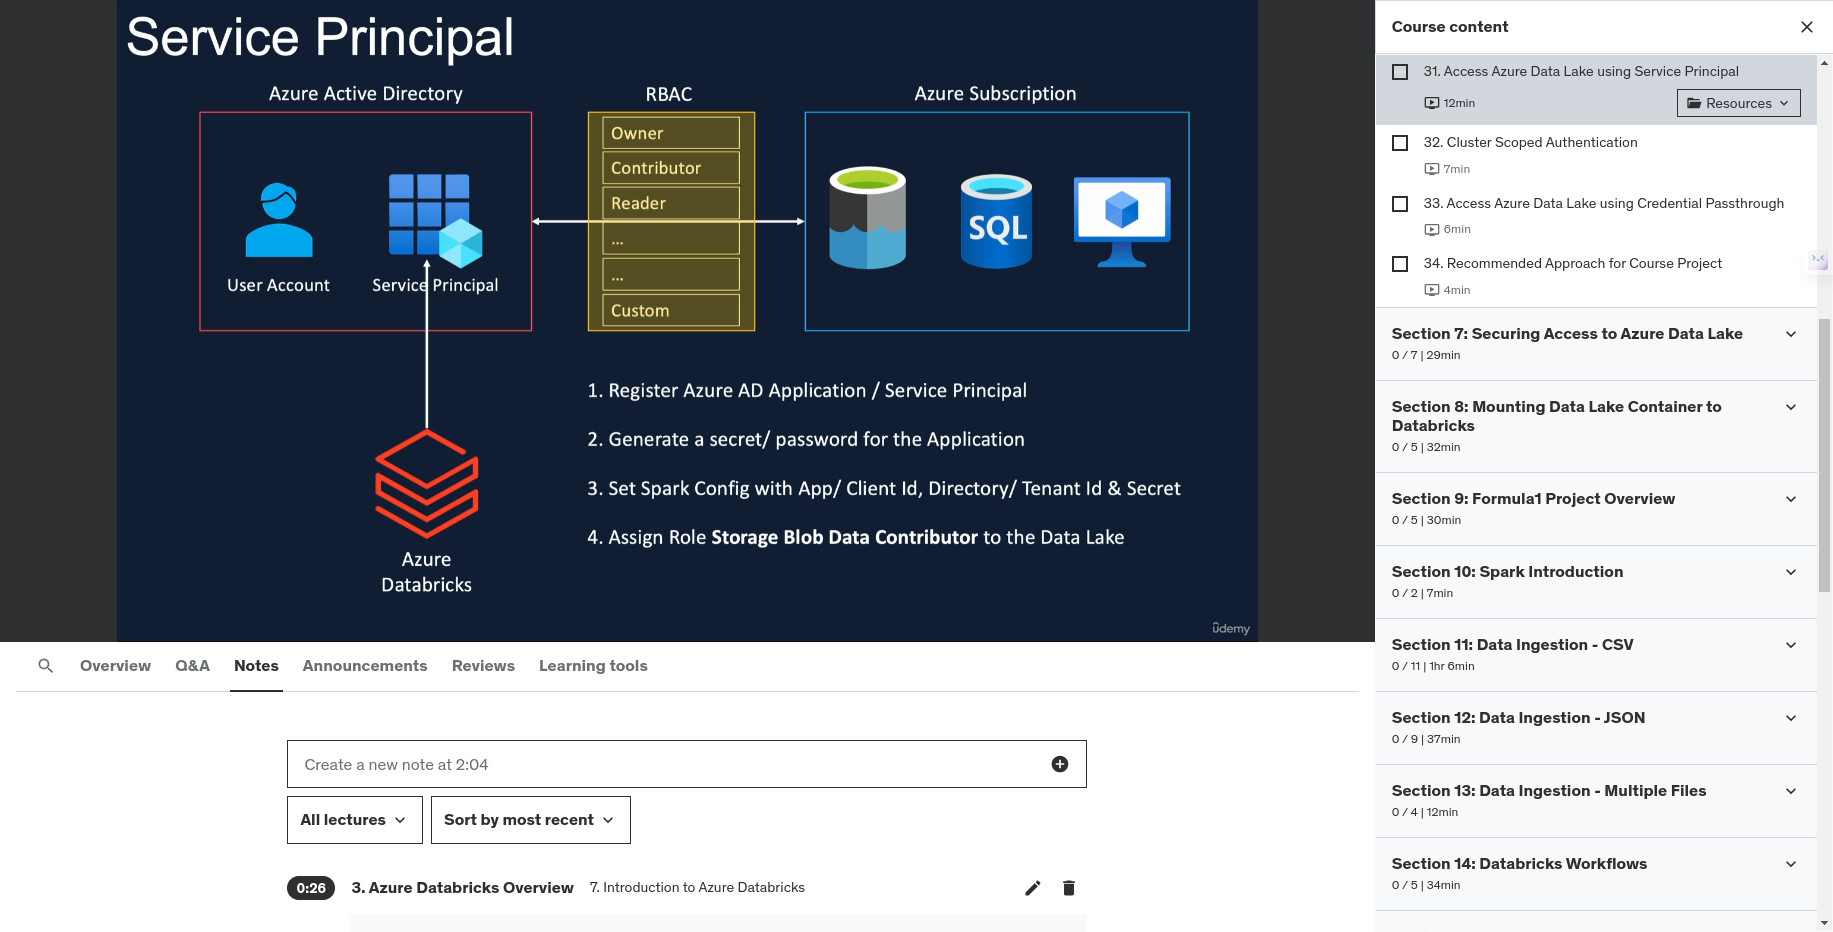 Service Principal
Azure Active Directory
RBAC
Azure Subscription
Owner
Contributor
Reader
...
...
Custom
User Account
Service Principal
SQL
1. Register Azure AD Application / Service Principal
2. Generate a secret/ password for the Application
3. Set Spark Config with App/ Client Id, Directory/ Tenant Id & Secret
4. Assign Role Storage Blob Data Contributor to the Data Lake
Azure
Databricks
ûdemy
Overview
Q&A
Notes
Announcements
Reviews
Learning tools
Create a new note at 2:04
All lectures
Sort by most recent
0:26
3. Azure Databricks Overview
7. Introduction to Azure Databricks
Course content
31. Access Azure Data Lake using Service Principal
12min
Resources
32. Cluster Scoped Authentication
7min
33. Access Azure Data Lake using Credential Passthrough
6min
34. Recommended Approach for Course Project
4min
Section 7: Securing Access to Azure Data Lake
0 / 7 | 29min
Section 8: Mounting Data Lake Container to
Databricks
0 / 5 | 32min
Section 9: Formula1 Project Overview
0 / 5 | 30min
Section 10: Spark Introduction
0 / 2 | 7min
Section 11: Data Ingestion - CSV
0 / 11 | 1hr 6min
Section 12: Data Ingestion - JSON
0 / 9 | 37min
Section 13: Data Ingestion - Multiple Files
0 / 4 | 12min
Section 14: Databricks Workflows
0 / 5 | 34min